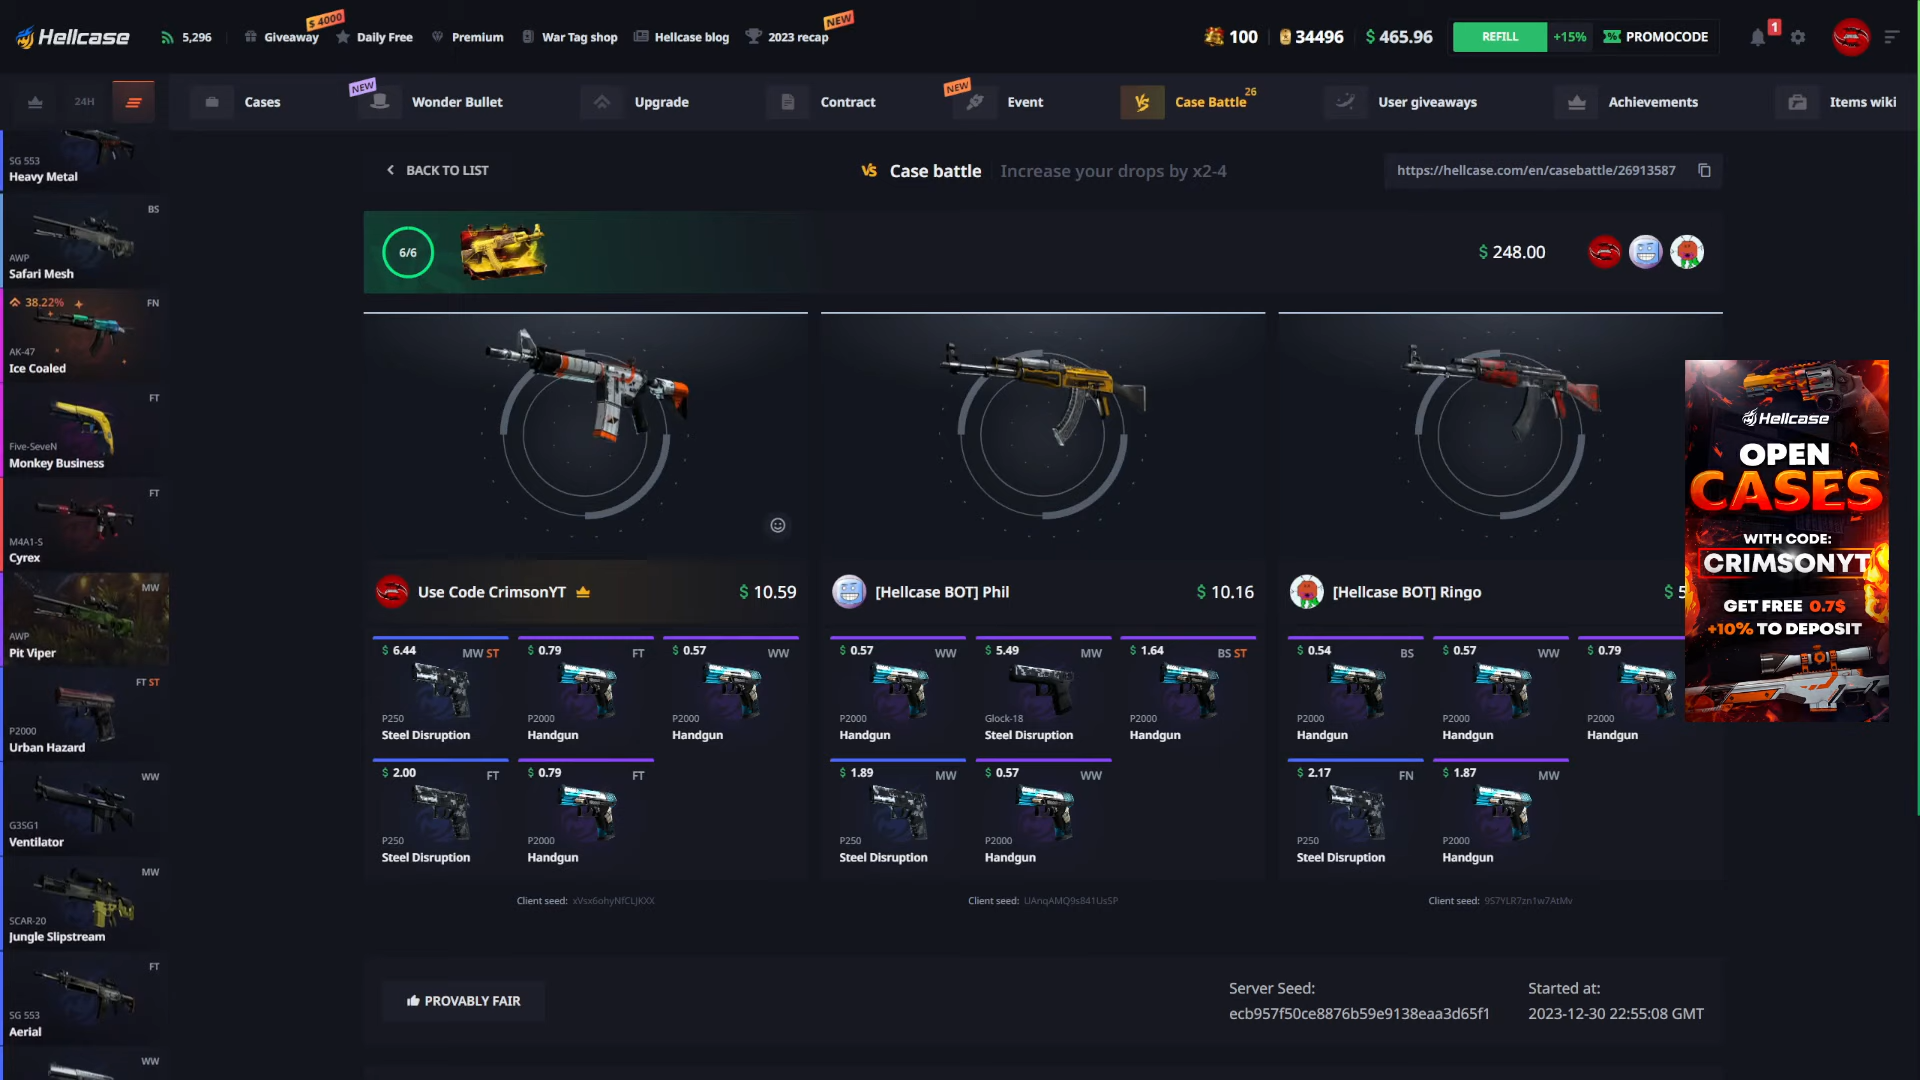 Hellcase
5,296
Giveaway
$ 4000
Daily Free
Premium
War Tag shop
Hellcase blog
2023 recap
NEW
100
34496
$ 465.96
REFILL
+15%
% PROMOCODE
1
24H
Cases
NEW
Wonder Bullet
Upgrade
Contract
NEW
Event
VS
Case Battle
26
User giveaways
Achievements
Items wiki
BACK TO LIST
VS Case battle
Increase your drops by x2-4
https://hellcase.com/en/casebattle/26913587
6/6
$ 248.00
SG 553
Heavy Metal
BS
AWP
Safari Mesh
38.22%
FN
AK-47
Ice Coaled
FT
Five-SeveN
Monkey Business
FT
M4A1-S
Cyrex
MW
AWP
Pit Viper
FT ST
P2000
Urban Hazard
WW
G3SG1
Ventilator
MW
SCAR-20
Jungle Slipstream
FT
SG 553
Aerial
WW
Use Code CrimsonYT
$ 10.59
$ 6.44
MW ST
P250
Steel Disruption
$ 0.79
FT
P2000
Handgun
$ 0.57
WW
P2000
Handgun
$ 2.00
FT
P250
Steel Disruption
$ 0.79
FT
P2000
Handgun
Client seed: xVsx6ohyNfCLjKXX
[Hellcase BOT] Phil
$ 10.16
$ 0.57
WW
P2000
Handgun
$ 5.49
MW
Glock-18
Steel Disruption
$ 1.64
BS ST
P2000
Handgun
$ 1.89
MW
P250
Steel Disruption
$ 0.57
WW
P2000
Handgun
Client seed: UAnqAMQ9s841UsSP
[Hellcase BOT] Ringo
$ 5
$ 0.54
BS
P2000
Handgun
$ 0.57
WW
P2000
Handgun
$ 0.79
P2000
Handgun
$ 2.17
FN
P250
Steel Disruption
$ 1.87
MW
P2000
Handgun
Client seed: 9S7YLR7zn1w7AtMv
Hellcase
OPEN
CASES
WITH CODE:
CRIMSONYT
GET FREE 0.7$
+10% TO DEPOSIT
PROVABLY FAIR
Server Seed:
ecb957f50ce8876b59e9138eaa3d65f1
Started at:
2023-12-30 22:55:08 GMT